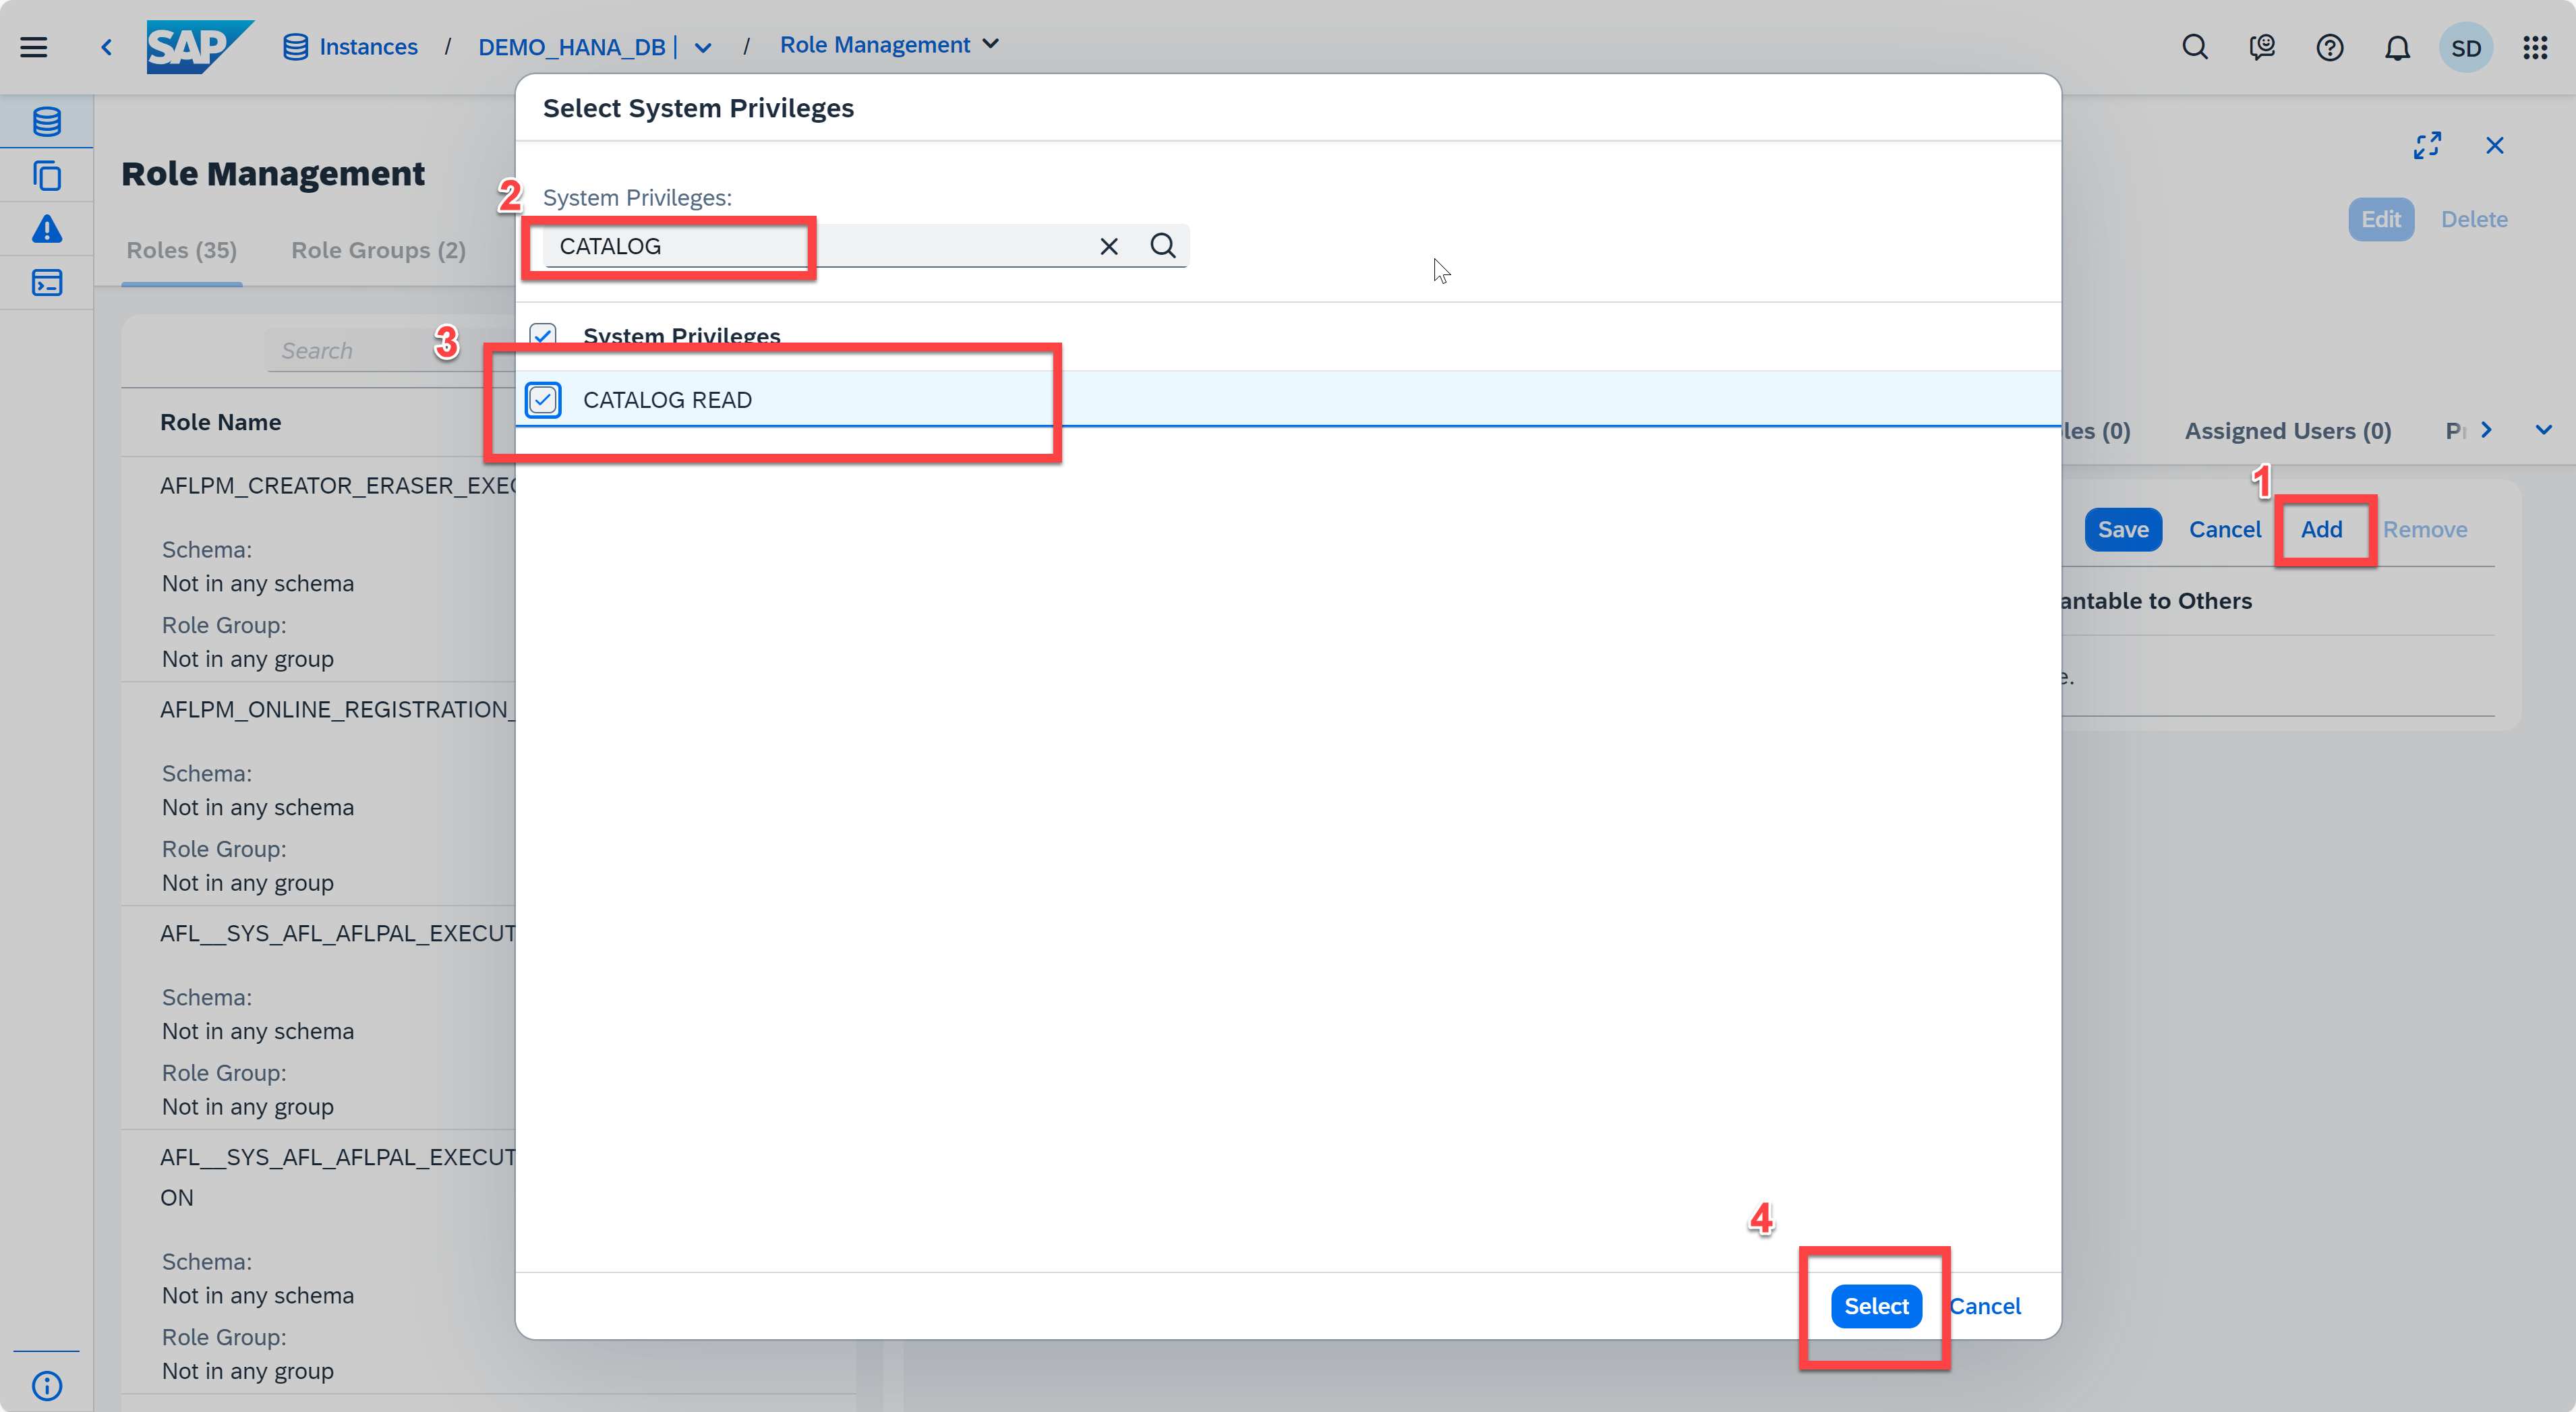 SAP
Instances / DEMO_HANA_DB | / Role Management
SD
Select System Privileges
Role Management
2
System Privileges:
Edit Delete
CATALOG
Roles (35) Role Groups (2)
System Privileges
3
Search
CATALOG READ
Role Name
les (0) Assigned Users (0)
1
AFLPM_CREATOR_ERASER_EXEC
Save Cancel Add Remove
Schema:
Not in any schema
antable to Others
Role Group:
Not in any group
e.
AFLPM_ONLINE_REGISTRATION_
Schema:
Not in any schema
Role Group:
Not in any group
AFL__SYS_AFL_AFLPAL_EXECUT
Schema:
Not in any schema
Role Group:
Not in any group
AFL__SYS_AFL_AFLPAL_EXECUT
ON
4
Schema:
Not in any schema
Select Cancel
Role Group:
Not in any group